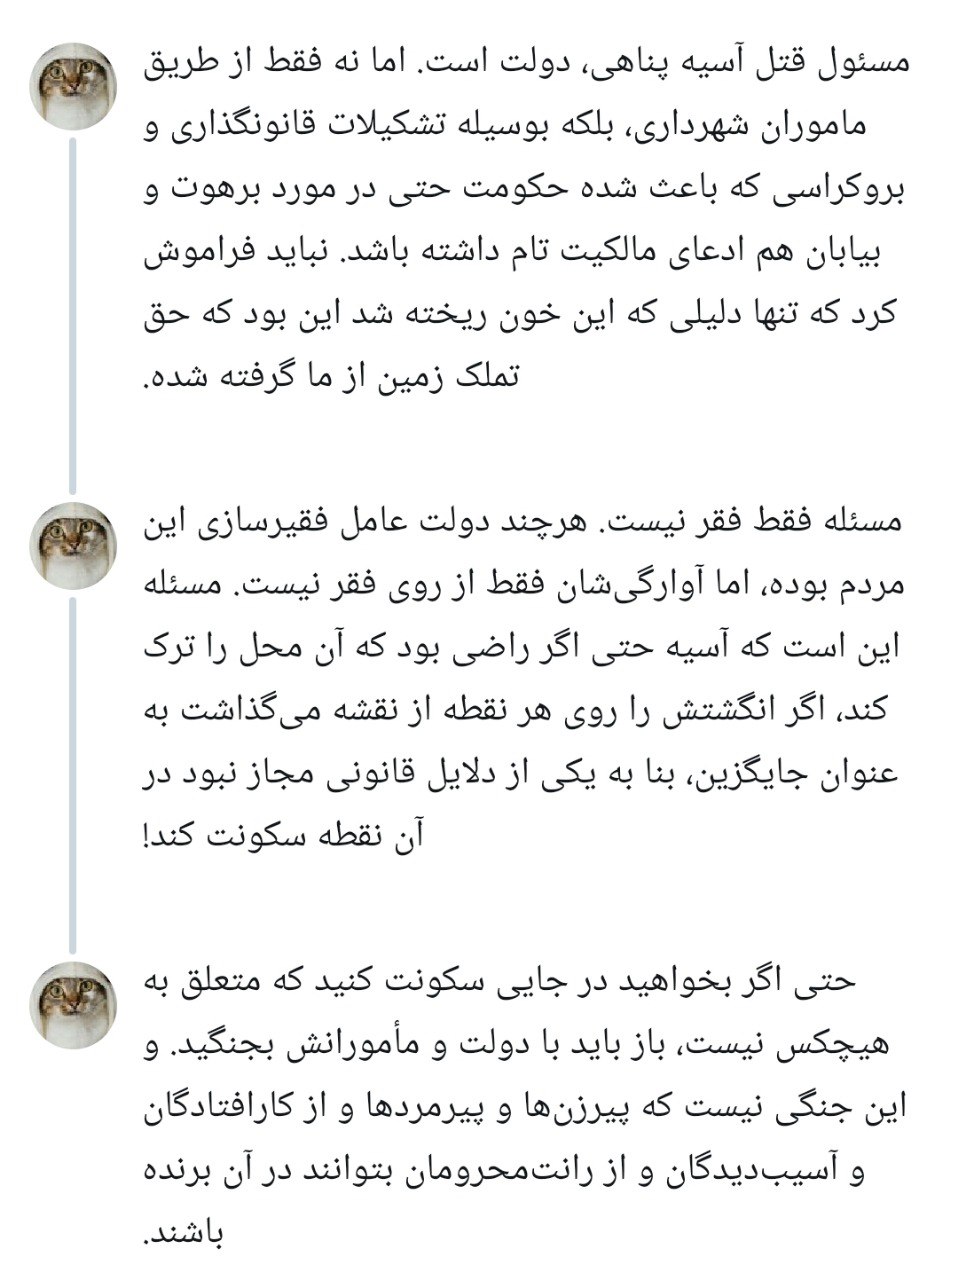 مسئول قتل آسیه پناهی، دولت است. اما نه فقط از طریق
ماموران شهرداری، بلکه بوسیله تشکیلات قانونگذاری و
بروکراسی که باعث شده حکومت حتی در مورد برهوت و
بیابان هم ادعای مالکیت تام داشته باشد. نباید فراموش
کرد که تنها دلیلی که این خون ریخته شد این بود که حق
تملک زمین از ما گرفته شده.
مسئله فقط فقر نیست. هرچند دولت عامل فقیرسازی این
مردم بوده، اما آوارگی‌شان فقط از روی فقر نیست. مسئله
این است که آسیه حتی اگر راضی بود که آن محل را ترک
کند، اگر انگشتش را روی هر نقطه از نقشه می‌گذاشت به
عنوان جایگزین، بنا به یکی از دلایل قانونی مجاز نبود در
آن نقطه سکونت کند!
حتی اگر بخواهید در جایی سکونت کنید که متعلق به
هیچکس نیست، باز باید با دولت و مأمورانش بجنگید. و
این جنگی نیست که پیرزن‌ها و پیرمردها و از کارافتادگان
و آسیب‌دیدگان و از رانت‌محرومان بتوانند در آن برنده
باشند.